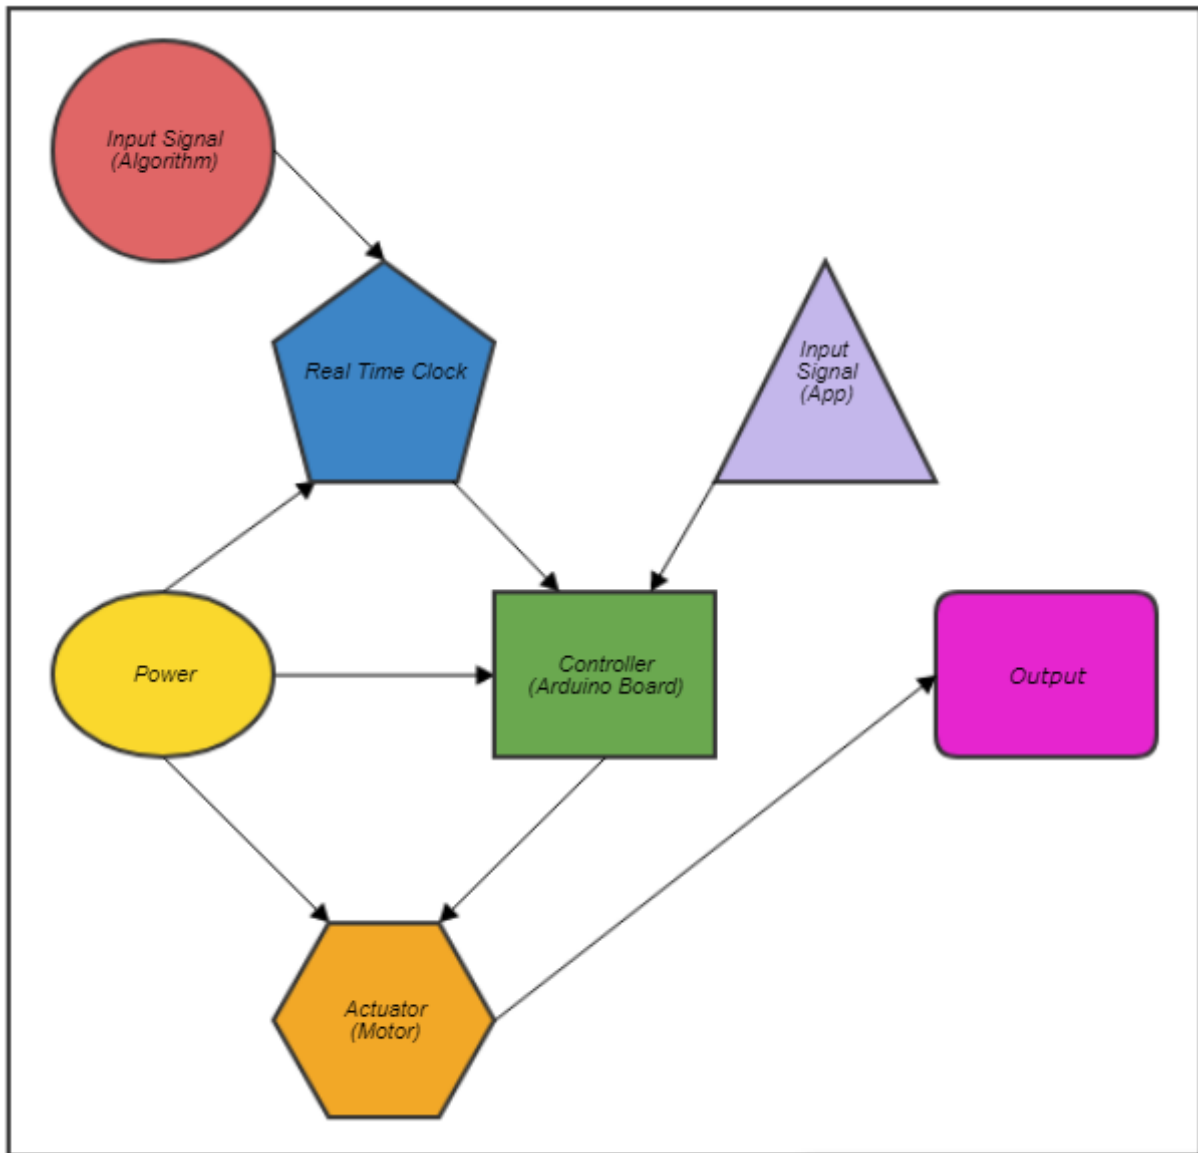 Input Signal
(Algorithm)
Real Time Clock
Input
Signal
(App)
Power
Controller
(Arduino Board)
Output
Actuator
(Motor)